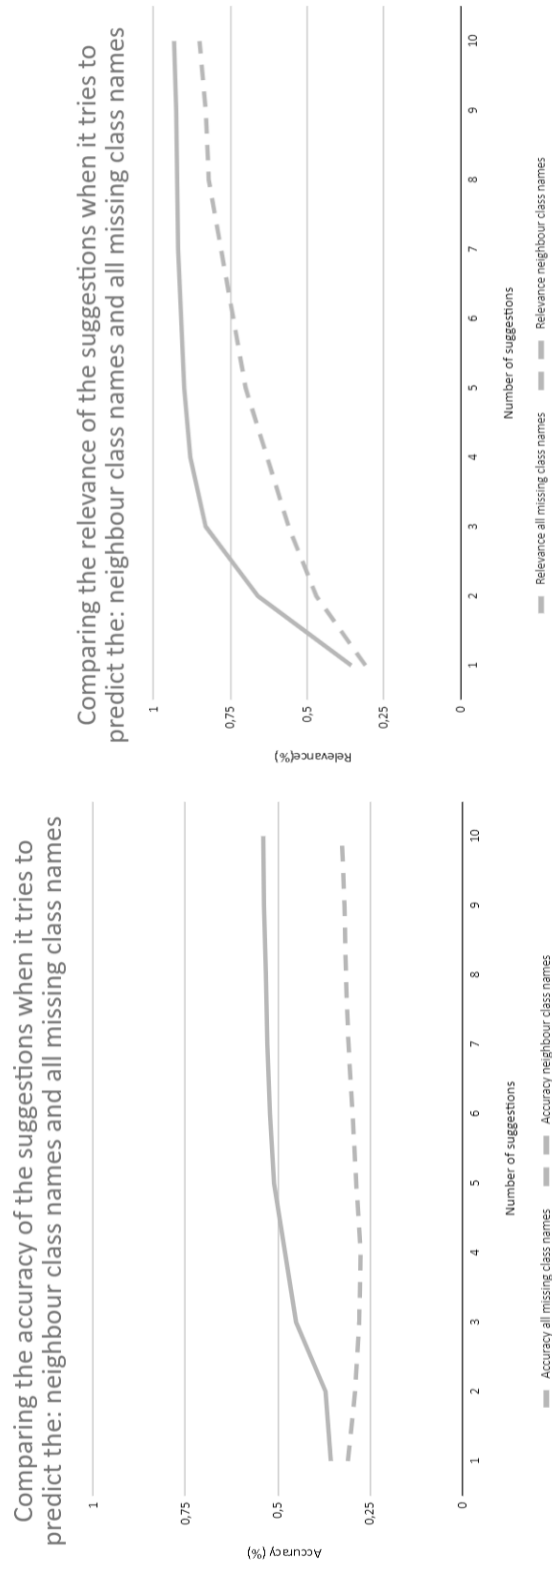 Comparing the accuracy of the suggestions when it tries to
predict the: neighbour class names and all missing class names
1
0,75
0,5
0,25
0
Accuracy (%)
1 2 3 4 5 6 7 8 9 10
Number of suggestions
Accuracy all missing class names Accuracy neighbour class names
Comparing the relevance of the suggestions when it tries to
predict the: neighbour class names and all missing class names
1
0,75
0,5
0,25
0
Relevance(%)
1 2 3 4 5 6 7 8 9 10
Number of suggestions
Relevance all missing class names Relevance neighbour class names